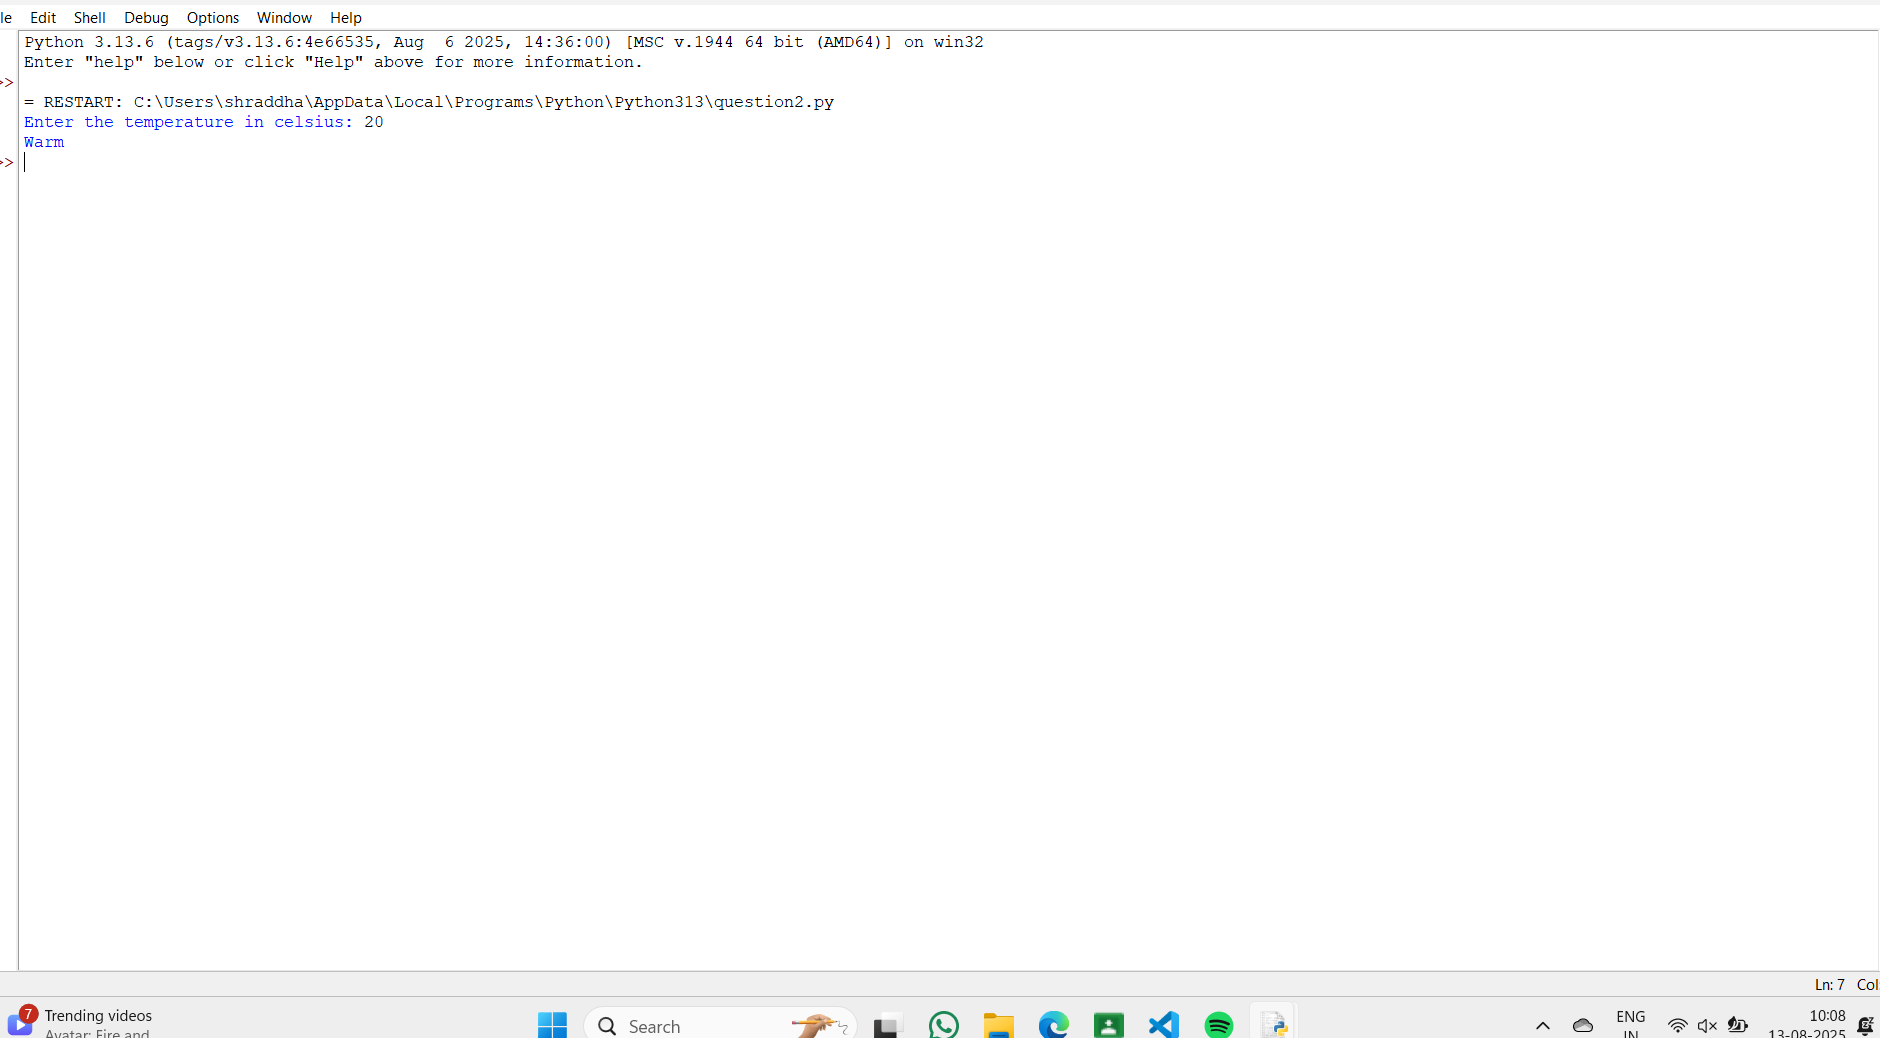 le Edit Shell Debug Options Window Help
Python 3.13.6 (tags/v3.13.6:4e66535, Aug  6 2025, 14:36:00) [MSC v.1944 64 bit (AMD64)] on win32
Enter "help" below or click "Help" above for more information.
>>
= RESTART: C:\Users\shraddha\AppData\Local\Programs\Python\Python313\question2.py
Enter the temperature in celsius: 20
Warm
>>
Ln: 7 Col:
7 Trending videos
Avatar: Fire and
Search
ENG
IN
10:08
13-08-2025